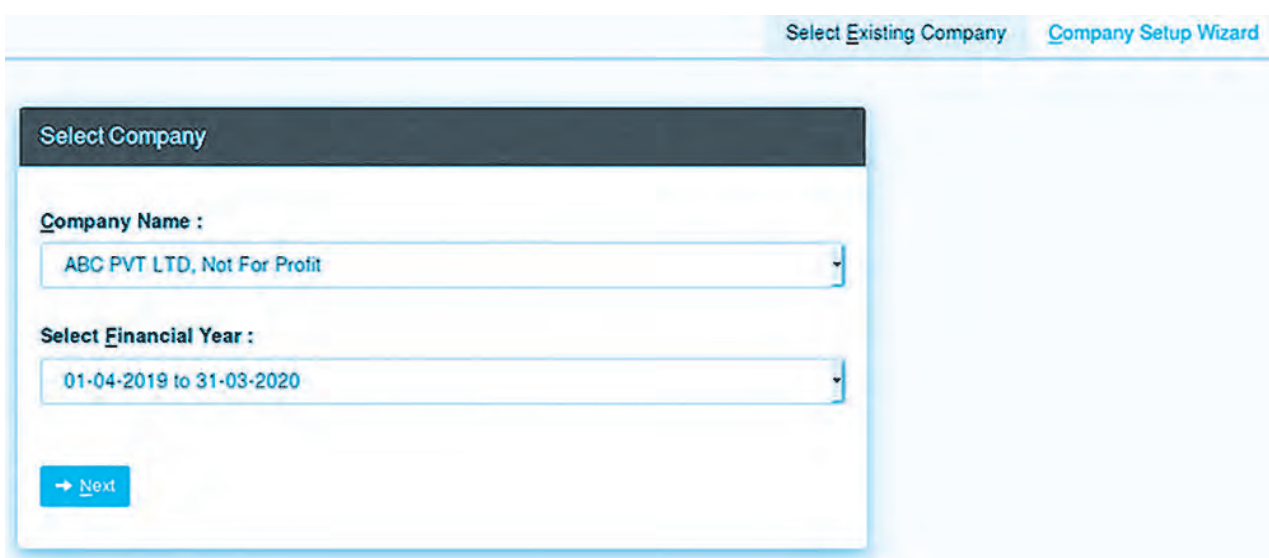 Select Existing Company Company Setup Wizard
Select Company
Company Name :
ABC PVT LTD, Not For Profit
Select Financial Year :
01-04-2019 to 31-03-2020
→ Next